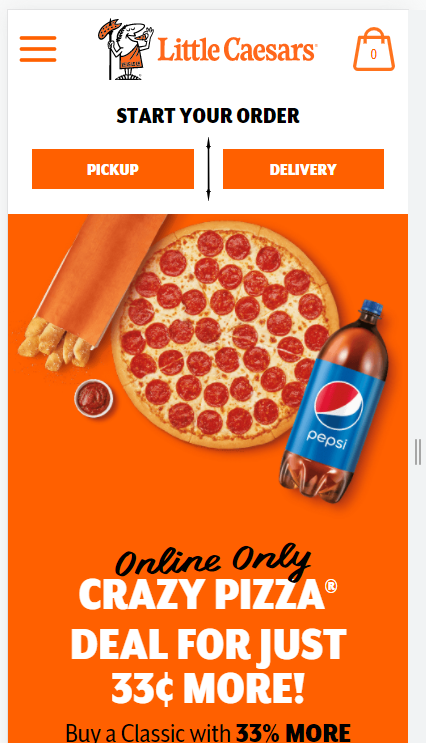 Little Caesars®
0
START YOUR ORDER
PICKUP
DELIVERY
pepsi
Online Only
CRAZY PIZZA®
DEAL FOR JUST
33¢ MORE!
Buy a Classic with 33% MORE